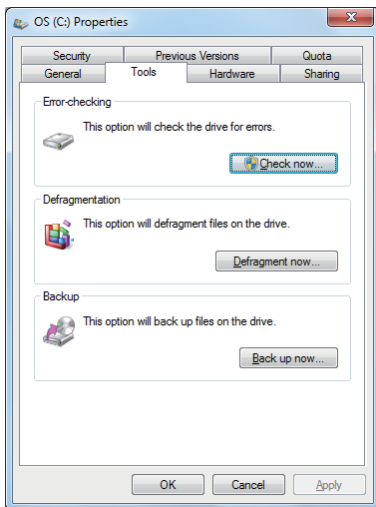 OS (C:) Properties
Security Previous Versions Quota
General Tools Hardware Sharing
Error-checking
This option will check the drive for errors.
Check now...
Defragmentation
This option will defragment files on the drive.
Defragment now...
Backup
This option will back up files on the drive.
Back up now...
OK Cancel Apply